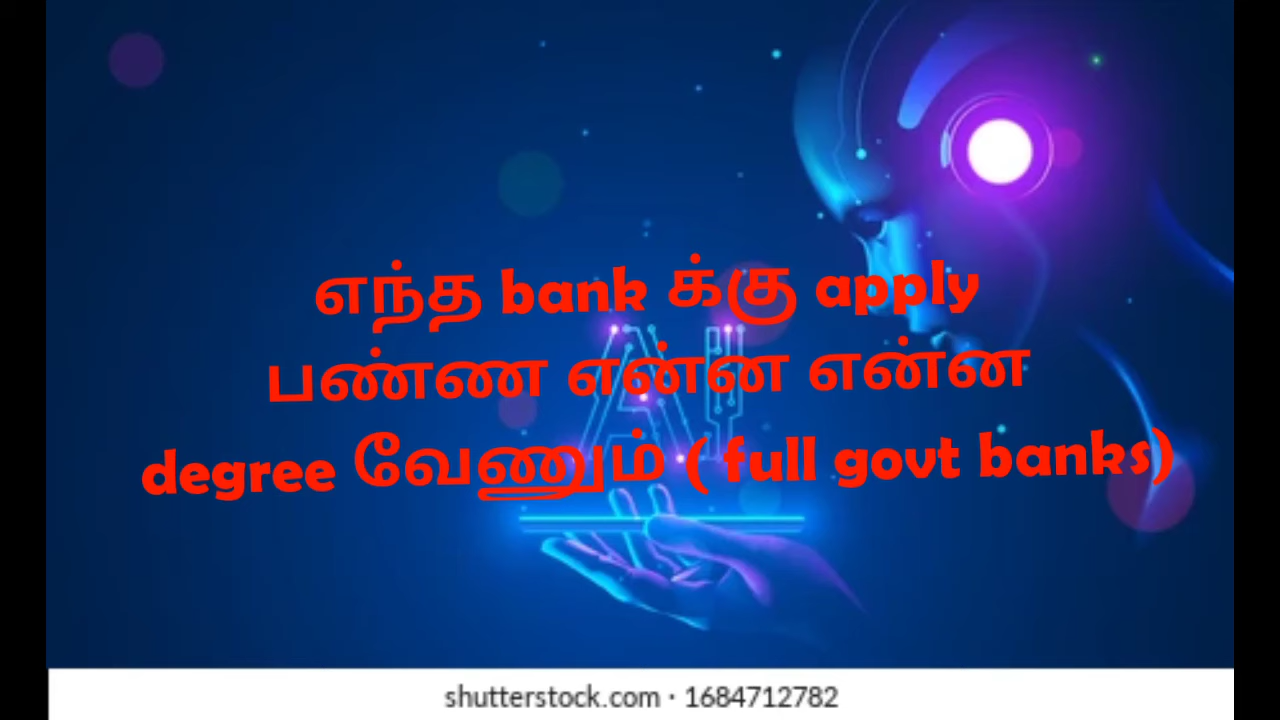 எந்த bank க்கு apply
பண்ண என்ன என்ன
degree வேணும் ( full govt banks)
shutterstock.com · 1684712782